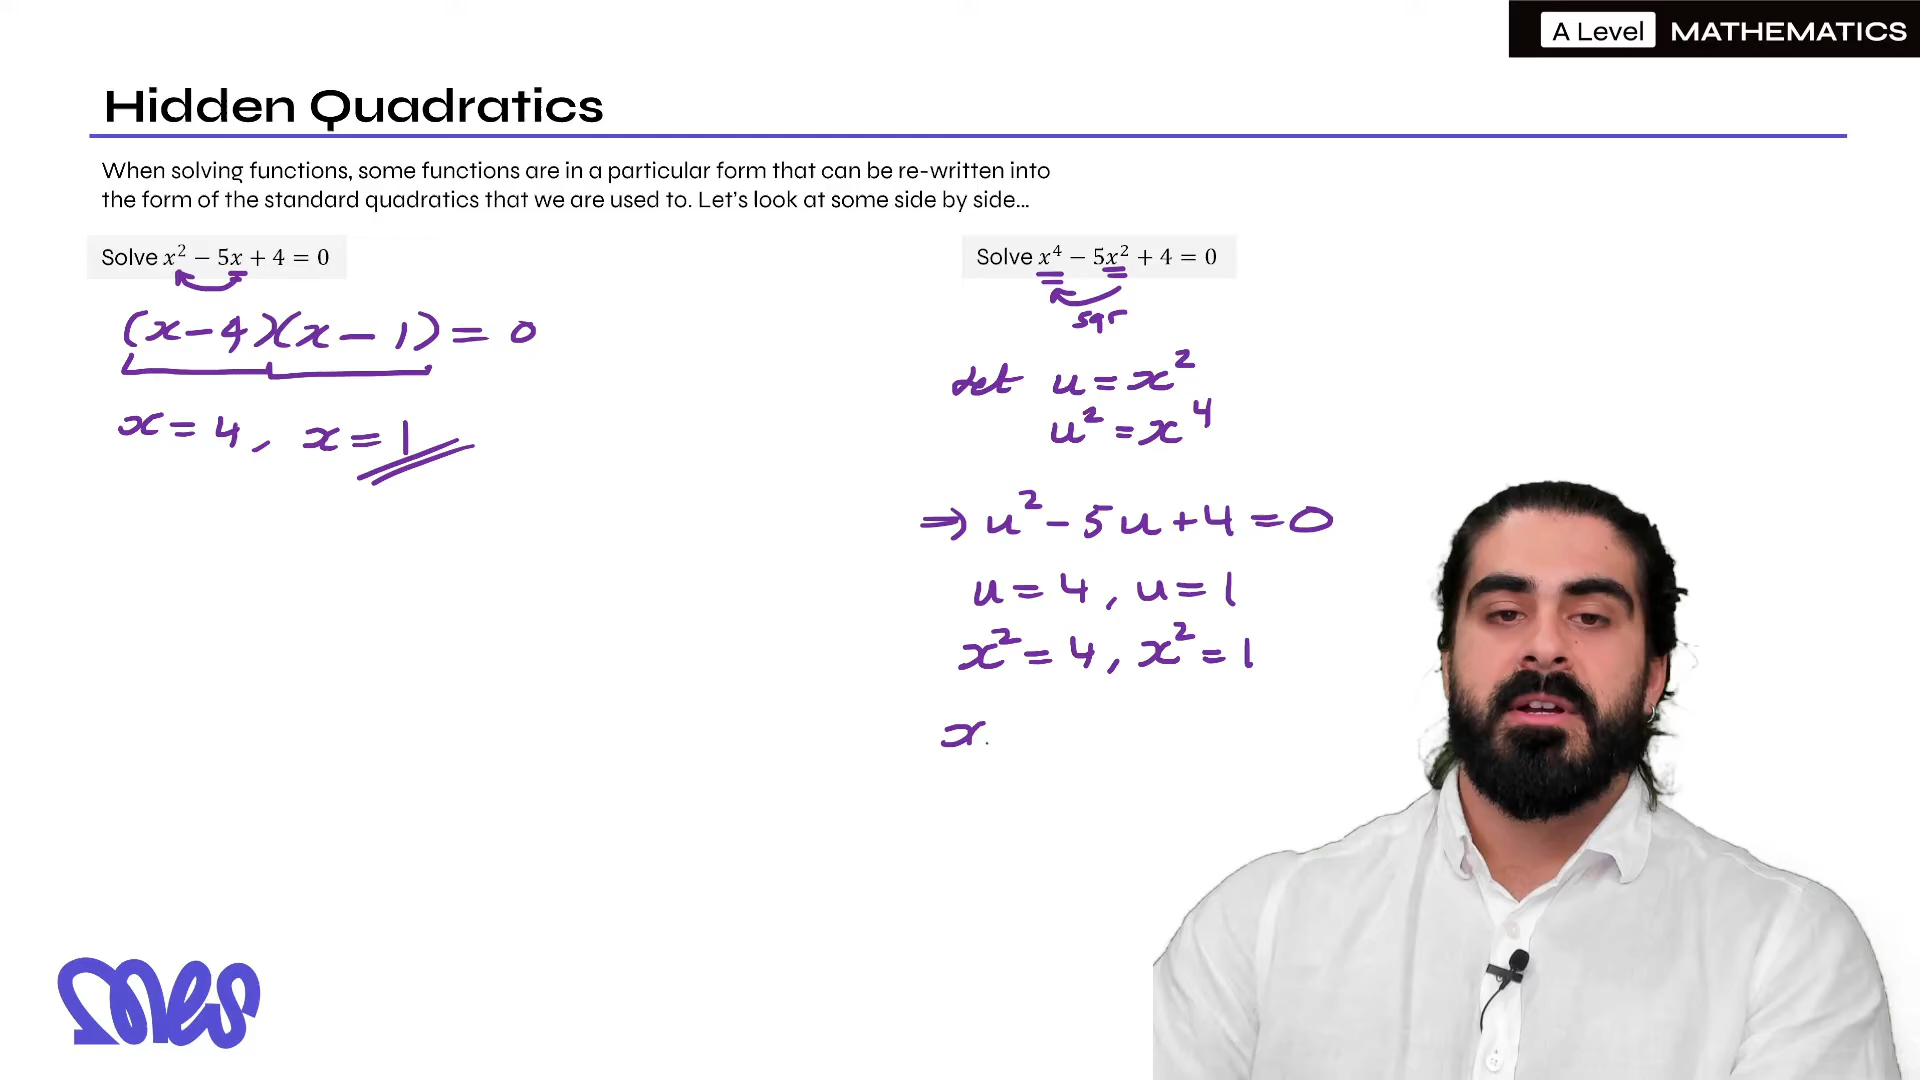 A Level MATHEMATICS
Hidden Quadratics
When solving functions, some functions are in a particular form that can be re-written into
the form of the standard quadratics that we are used to. Let's look at some side by side...
Solve x² − 5x + 4 = 0
(x − 4)(x − 1) = 0
x = 4, x = 1
Solve x⁴ − 5x² + 4 = 0
sqr
let u = x²
u² = x⁴
⇒ u² − 5u + 4 = 0
u = 4, u = 1
x² = 4, x² = 1
x
mes